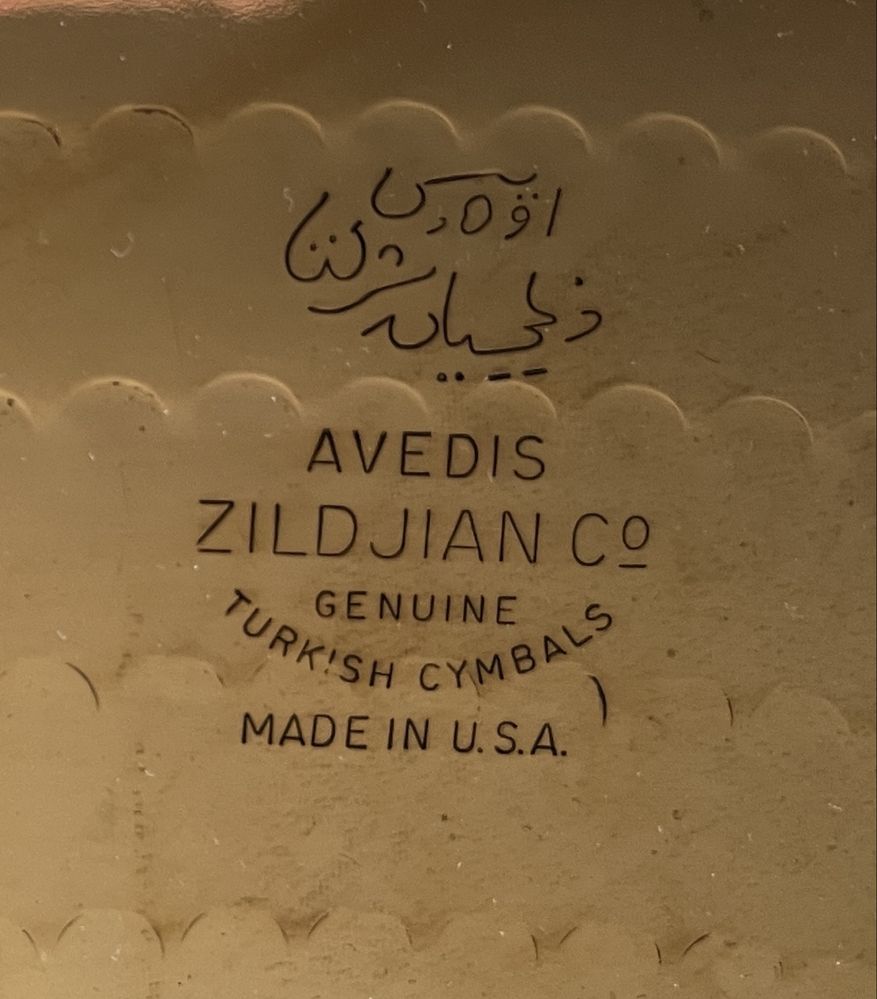 AVEDIS
ZILDJIAN Cº
GENUINE
TURKISH CYMBALS
MADE IN U.S.A.